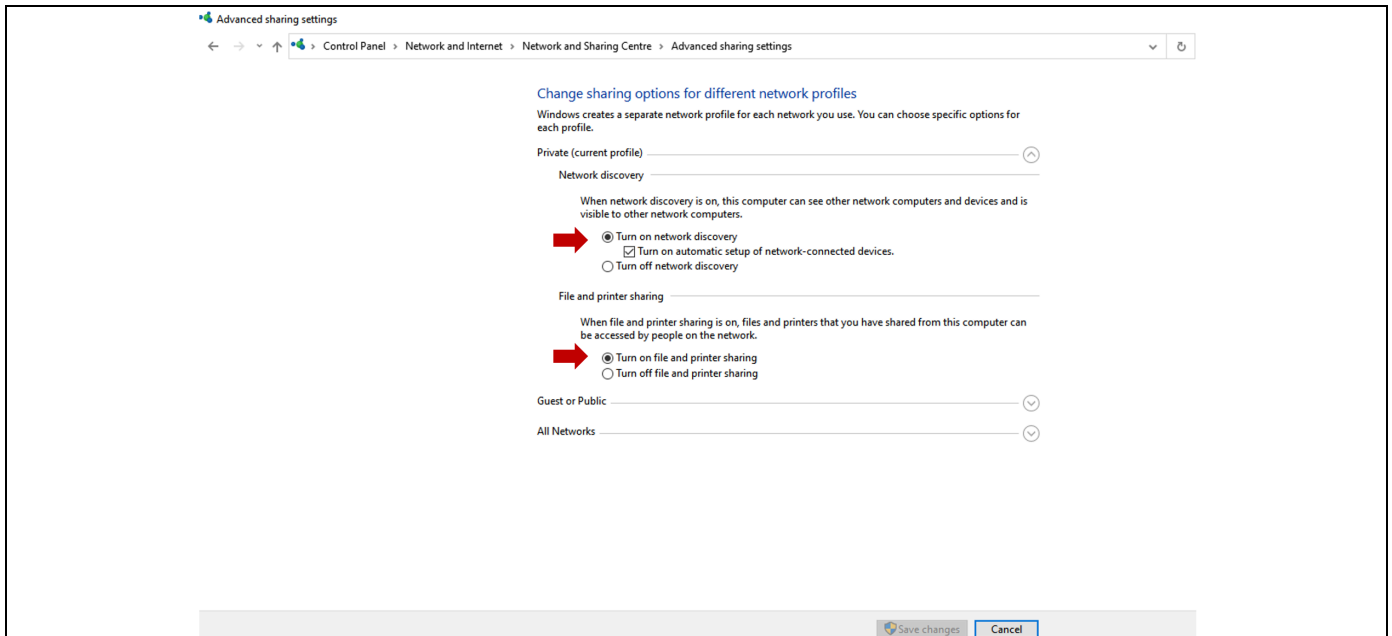 Advanced sharing settings
Control Panel > Network and Internet > Network and Sharing Centre > Advanced sharing settings
Change sharing options for different network profiles
Windows creates a separate network profile for each network you use. You can choose specific options for
each profile.
Private (current profile)
Network discovery
When network discovery is on, this computer can see other network computers and devices and is
visible to other network computers.
Turn on network discovery
Turn on automatic setup of network-connected devices.
Turn off network discovery
File and printer sharing
When file and printer sharing is on, files and printers that you have shared from this computer can
be accessed by people on the network.
Turn on file and printer sharing
Turn off file and printer sharing
Guest or Public
All Networks
Save changes Cancel